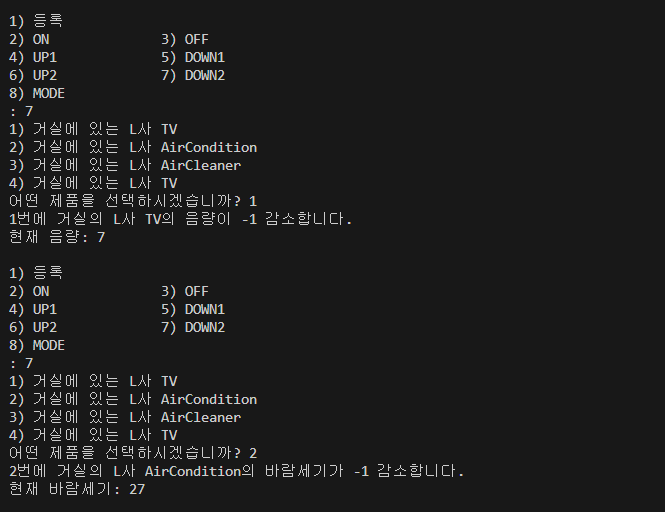 1) 등록
2) ON 3) OFF
4) UP1 5) DOWN1
6) UP2 7) DOWN2
8) MODE
: 7
1) 거실에 있는 L사 TV
2) 거실에 있는 L사 AirCondition
3) 거실에 있는 L사 AirCleaner
4) 거실에 있는 L사 TV
어떤 제품을 선택하시겠습니까? 1
1번에 거실의 L사 TV의 음량이 -1 감소합니다.
현재 음량: 7
1) 등록
2) ON 3) OFF
4) UP1 5) DOWN1
6) UP2 7) DOWN2
8) MODE
: 7
1) 거실에 있는 L사 TV
2) 거실에 있는 L사 AirCondition
3) 거실에 있는 L사 AirCleaner
4) 거실에 있는 L사 TV
어떤 제품을 선택하시겠습니까? 2
2번에 거실의 L사 AirCondition의 바람세기가 -1 감소합니다.
현재 바람세기: 27